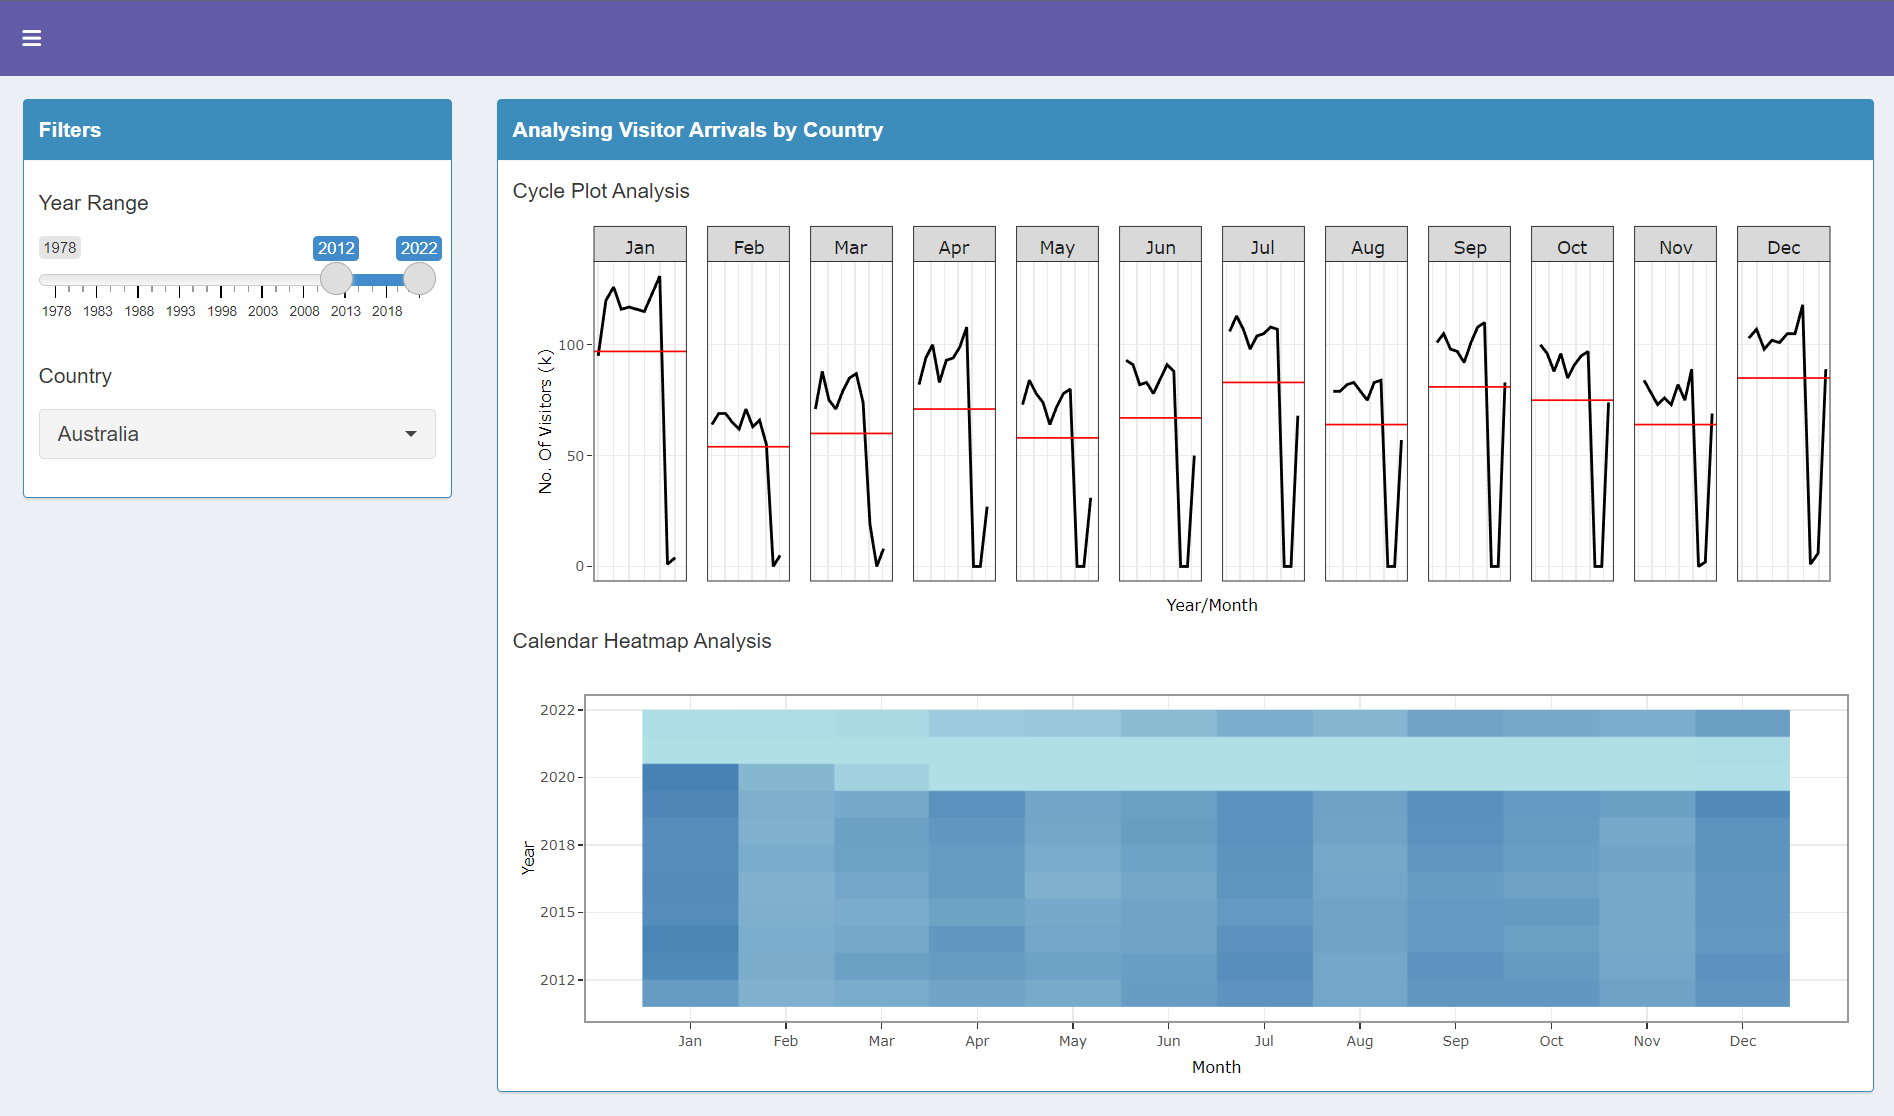 Filters
Year Range
1978
2012
2022
1978 1983 1988 1993 1998 2003 2008 2013 2018
Country
Australia
Analysing Visitor Arrivals by Country
Cycle Plot Analysis
Jan Feb Mar Apr May Jun Jul Aug Sep Oct Nov Dec
No. Of Visitors (k)
100
50
0
Year/Month
Calendar Heatmap Analysis
Year
2022
2020
2018
2015
2012
Jan Feb Mar Apr May Jun Jul Aug Sep Oct Nov Dec
Month